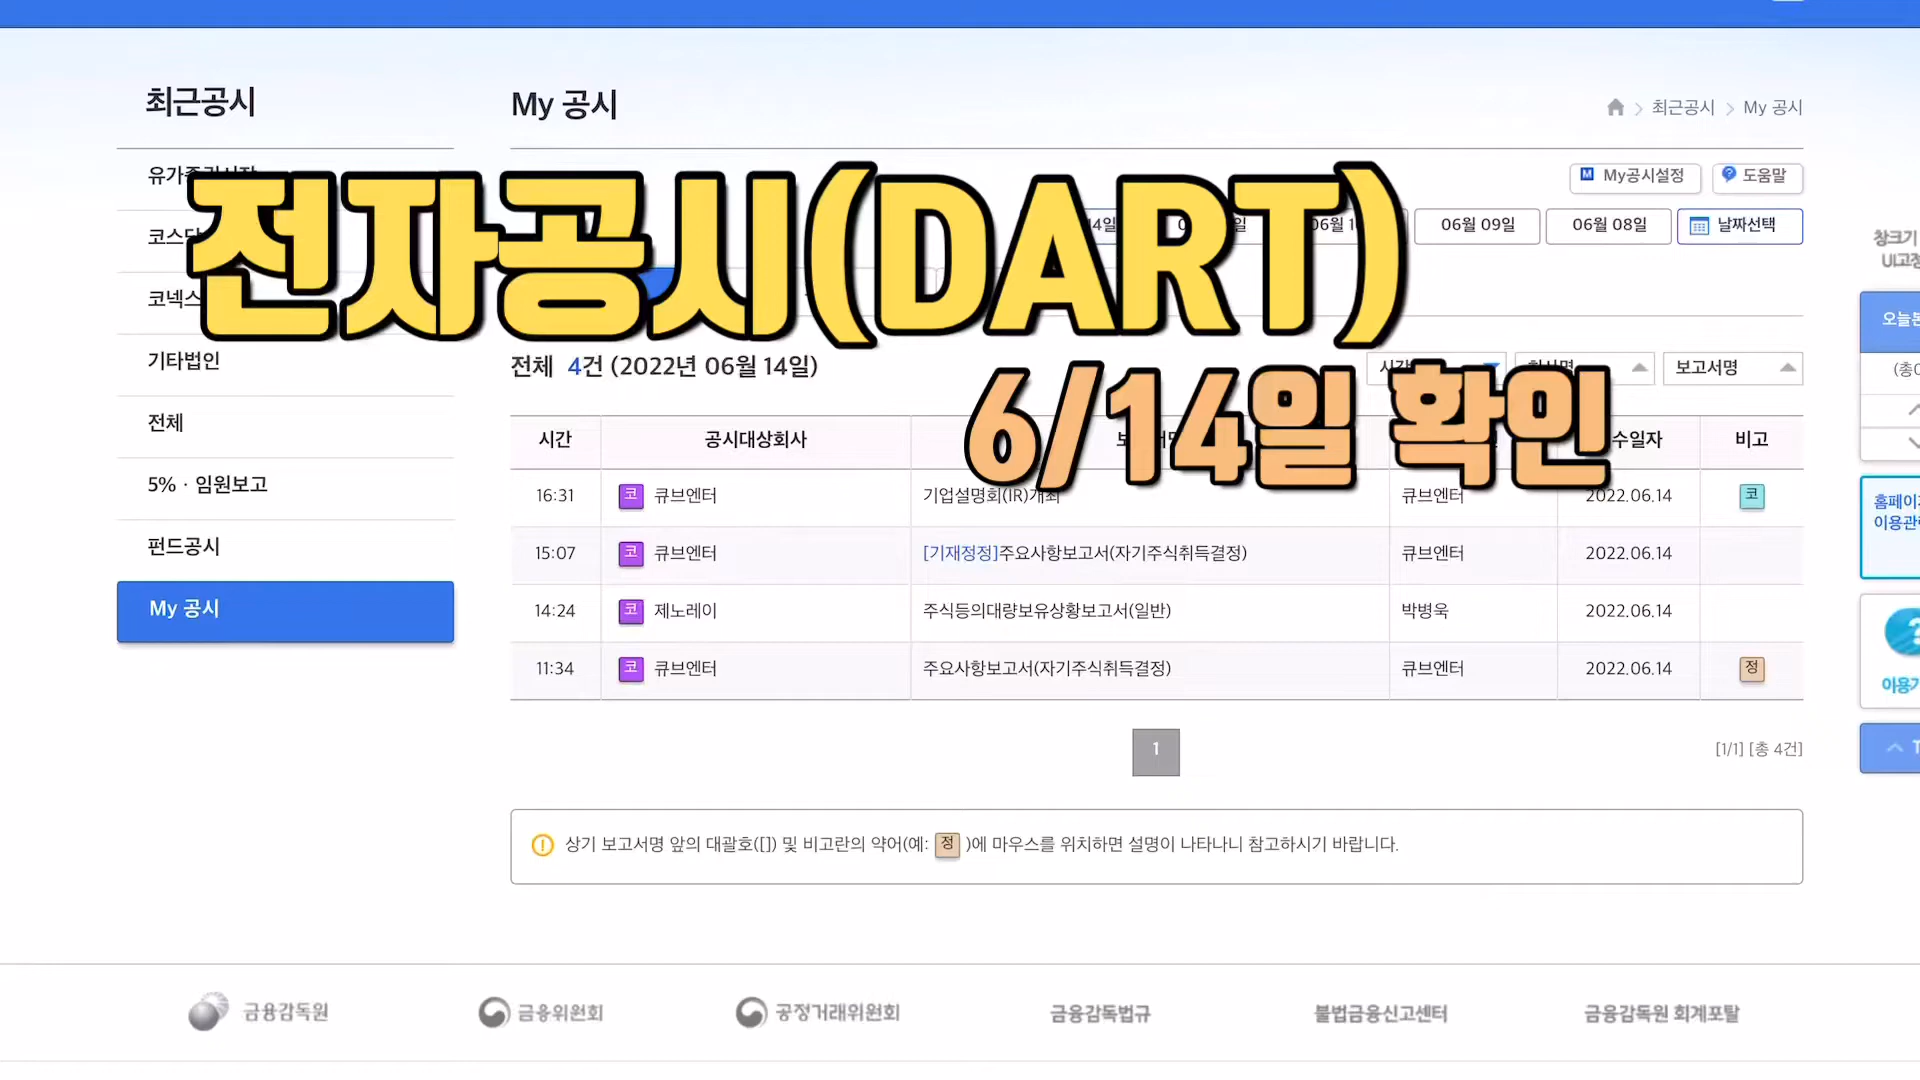 최근공시
My 공시
최근공시
My 공시
My공시설정
도움말
전자공시(DART)
06월 09일
06월 08일
날짜선택
전체 4건 (2022년 06월 14일)
보고서명
6/14일 확인
시간 공시대상회사 비고
16:31 코 큐브엔터 기업설명회(IR)개최 큐브엔터 2022.06.14 코
15:07 코 큐브엔터 [기재정정]주요사항보고서(자기주식취득결정) 큐브엔터 2022.06.14
14:24 코 제노레이 주식등의대량보유상황보고서(일반) 박병욱 2022.06.14
11:34 코 큐브엔터 주요사항보고서(자기주식취득결정) 큐브엔터 2022.06.14 정
1
[1/1] [총 4건]
상기 보고서명 앞의 대괄호([]) 및 비고란의 약어(예: 정 )에 마우스를 위치하면 설명이 나타나니 참고하시기 바랍니다.
기타법인
전체
5% · 임원보고
펀드공시
My 공시
창크기
금융감독원
금융위원회
공정거래위원회
금융감독법규
불법금융신고센터
금융감독원 회계포탈